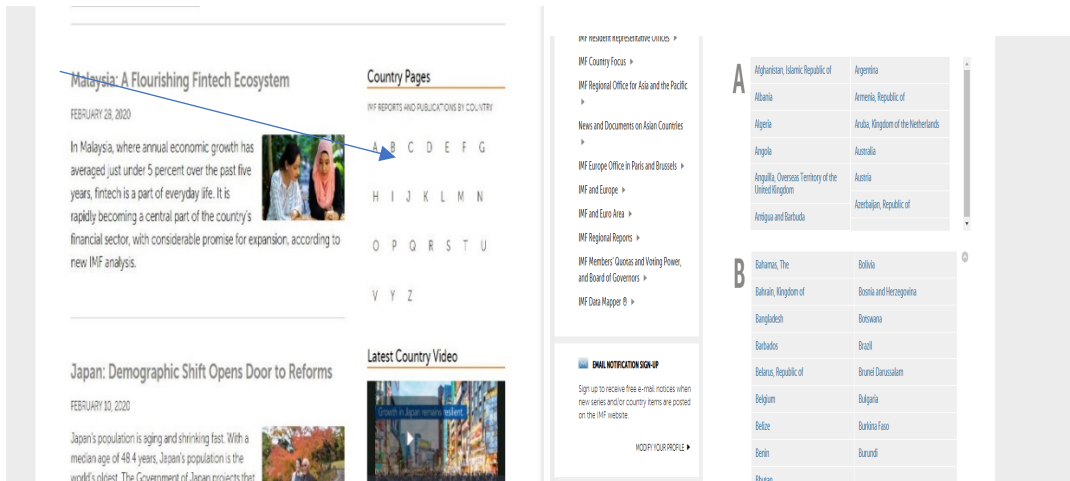 Malaysia: A Flourishing Fintech Ecosystem
FEBRUARY 28, 2020
In Malaysia, where annual economic growth has
averaged just under 5 percent over the past five
years, fintech is a part of everyday life. It is
rapidly becoming a central part of the country's
financial sector, with considerable promise for expansion, according to
new IMF analysis.
Japan: Demographic Shift Opens Door to Reforms
FEBRUARY 10, 2020
Japan's population is aging and shrinking fast. With a
median age of 48.4 years, Japan's population is the
world's oldest. The Government of Japan projects that
Country Pages
IMF REPORTS AND PUBLICATIONS BY COUNTRY
A B C D E F G
H I J K L M N
O P Q R S T U
V Y Z
Latest Country Video
Growth in Japan remains resilient.
IMF Resident Representative Offices
IMF Country Focus
IMF Regional Office for Asia and the Pacific
News and Documents on Asian Countries
IMF Europe Office in Paris and Brussels
IMF and Europe
IMF and Euro Area
IMF Regional Reports
IMF Members' Quotas and Voting Power,
and Board of Governors
IMF Data Mapper ®
EMAIL NOTIFICATION SIGN-UP
Sign up to receive free e-mail notices when
new series and/or country items are posted
on the IMF website.
MODIFY YOUR PROFILE
A
Afghanistan, Islamic Republic of
Albania
Algeria
Angola
Anguilla, Overseas Territory of the
United Kingdom
Antigua and Barbuda
Argentina
Armenia, Republic of
Aruba, Kingdom of the Netherlands
Australia
Austria
Azerbaijan, Republic of
B
Bahamas, The
Bahrain, Kingdom of
Bangladesh
Barbados
Belarus, Republic of
Belgium
Belize
Benin
Bhutan
Bolivia
Bosnia and Herzegovina
Botswana
Brazil
Brunei Darussalam
Bulgaria
Burkina Faso
Burundi